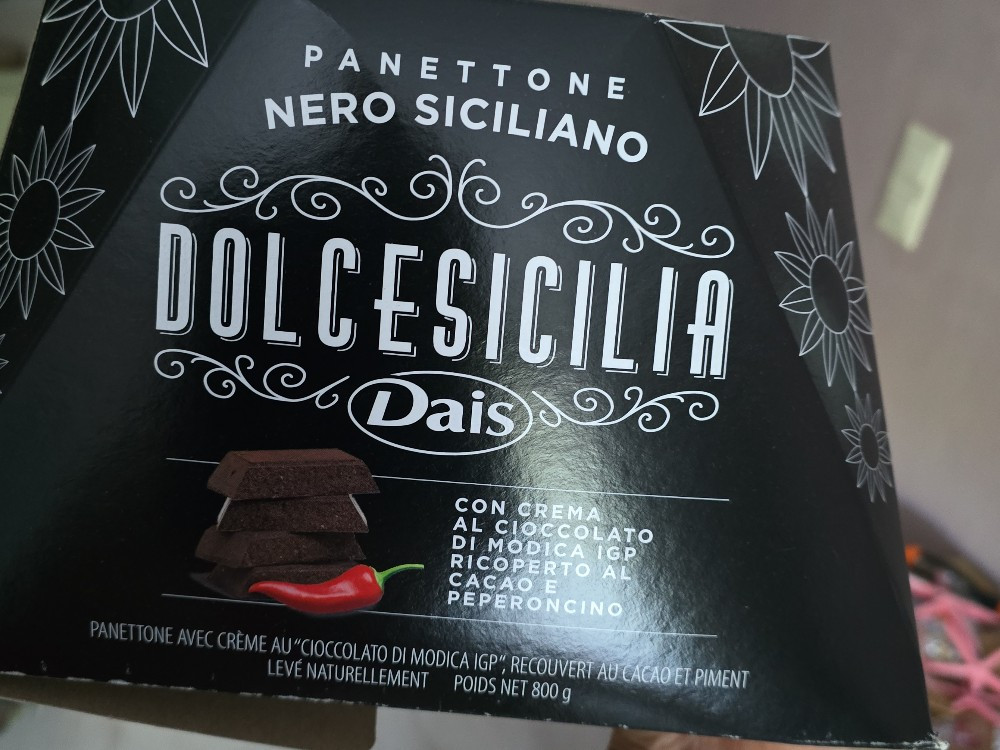 PANETTONE
NERO SICILIANO
DOLCESICILIA
Dais
CON CREMA
AL CIOCCOLATO
DI MODICA IGP
RICOPERTO AL
CACAO E
PEPERONCINO
PANETTONE AVEC CRÈME AU "CIOCCOLATO DI MODICA IGP", RECOUVERT AU CACAO ET PIMENT
LEVÉ NATURELLEMENT POIDS NET 800 g